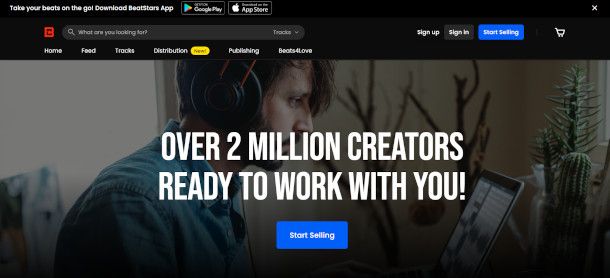 Take your beats on the go! Download BeatStars App
GET IT ON Google Play
Download on the App Store
What are you looking for?
Tracks
Sign up
Sign in
Start Selling
Home
Feed
Tracks
Distribution
New!
Publishing
Beats4Love
OVER 2 MILLION CREATORS
READY TO WORK WITH YOU!
Start Selling